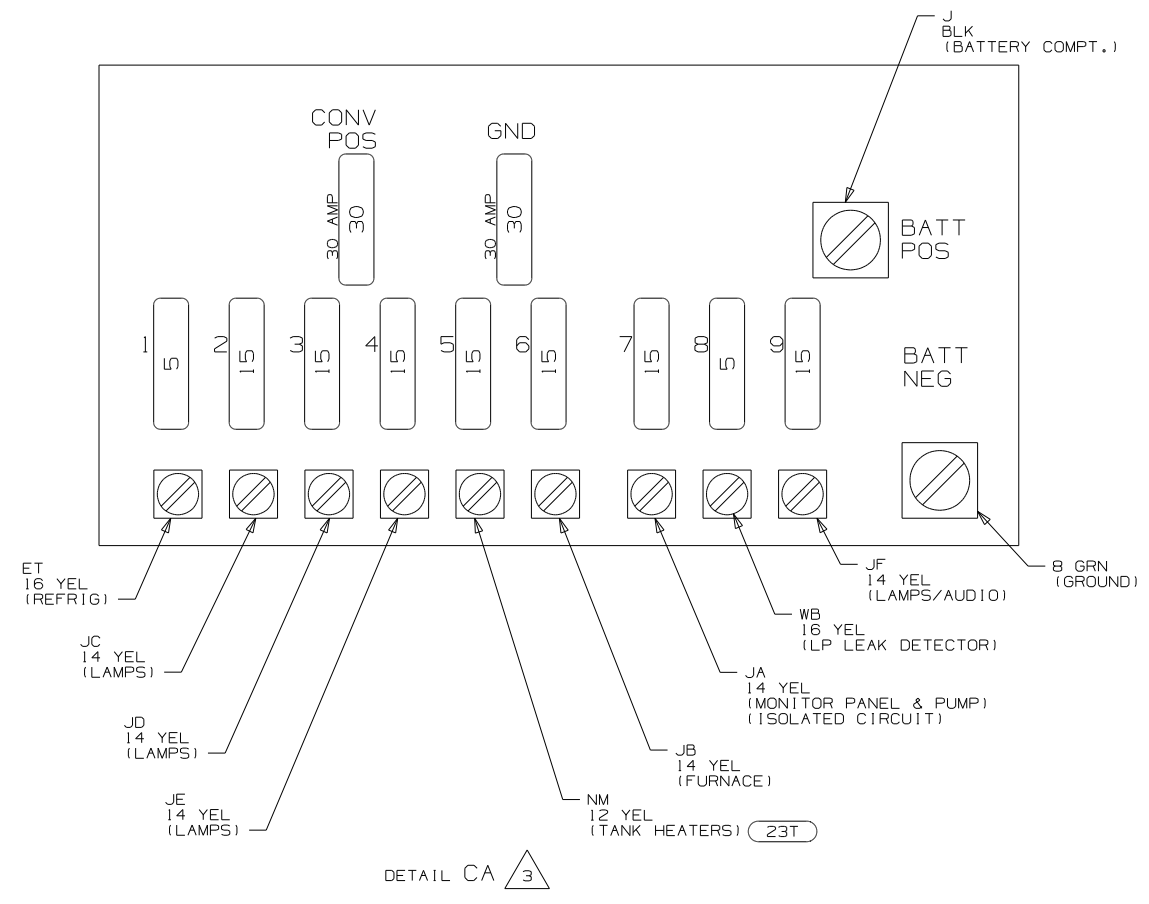 J
BLK
(BATTERY COMPT.)
CONV
POS
GND
30 AMP
30
30 AMP
30
BATT
POS
1
5
2
15
3
15
4
15
5
15
6
15
7
15
8
5
9
15
BATT
NEG
ET
16 YEL
(REFRIG)
JC
14 YEL
(LAMPS)
JD
14 YEL
(LAMPS)
JE
14 YEL
(LAMPS)
NM
12 YEL
(TANK HEATERS) 23T
JB
14 YEL
(FURNACE)
JA
14 YEL
(MONITOR PANEL & PUMP)
(ISOLATED CIRCUIT)
WB
16 YEL
(LP LEAK DETECTOR)
JF
14 YEL
(LAMPS/AUDIO)
8 GRN
(GROUND)
DETAIL CA 3